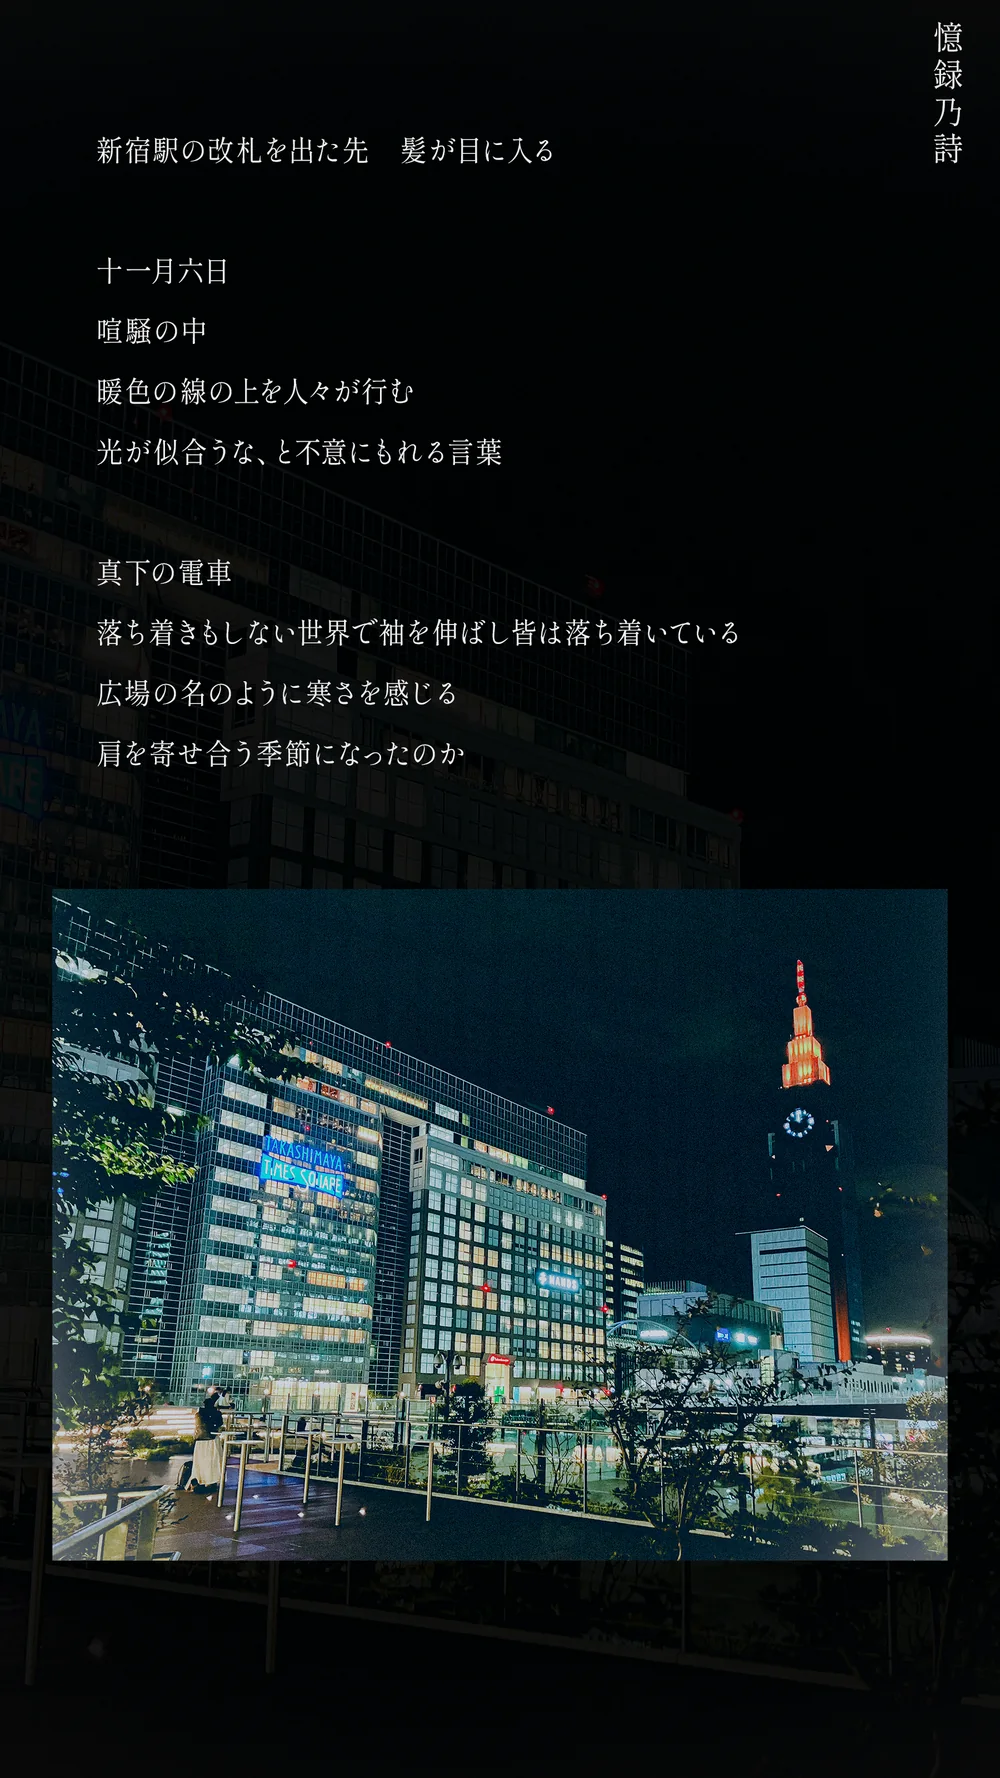 憶録乃詩
新宿駅の改札を出た先　髪が目に入る
十一月六日
喧騒の中
暖色の線の上を人々が行む
光が似合うな、と不意にもれる言葉
真下の電車
落ち着きもしない世界で袖を伸ばし皆は落ち着いている
広場の名のように寒さを感じる
肩を寄せ合う季節になったのか
TAKASHIMAYA
TIMES SQUARE
HANDS